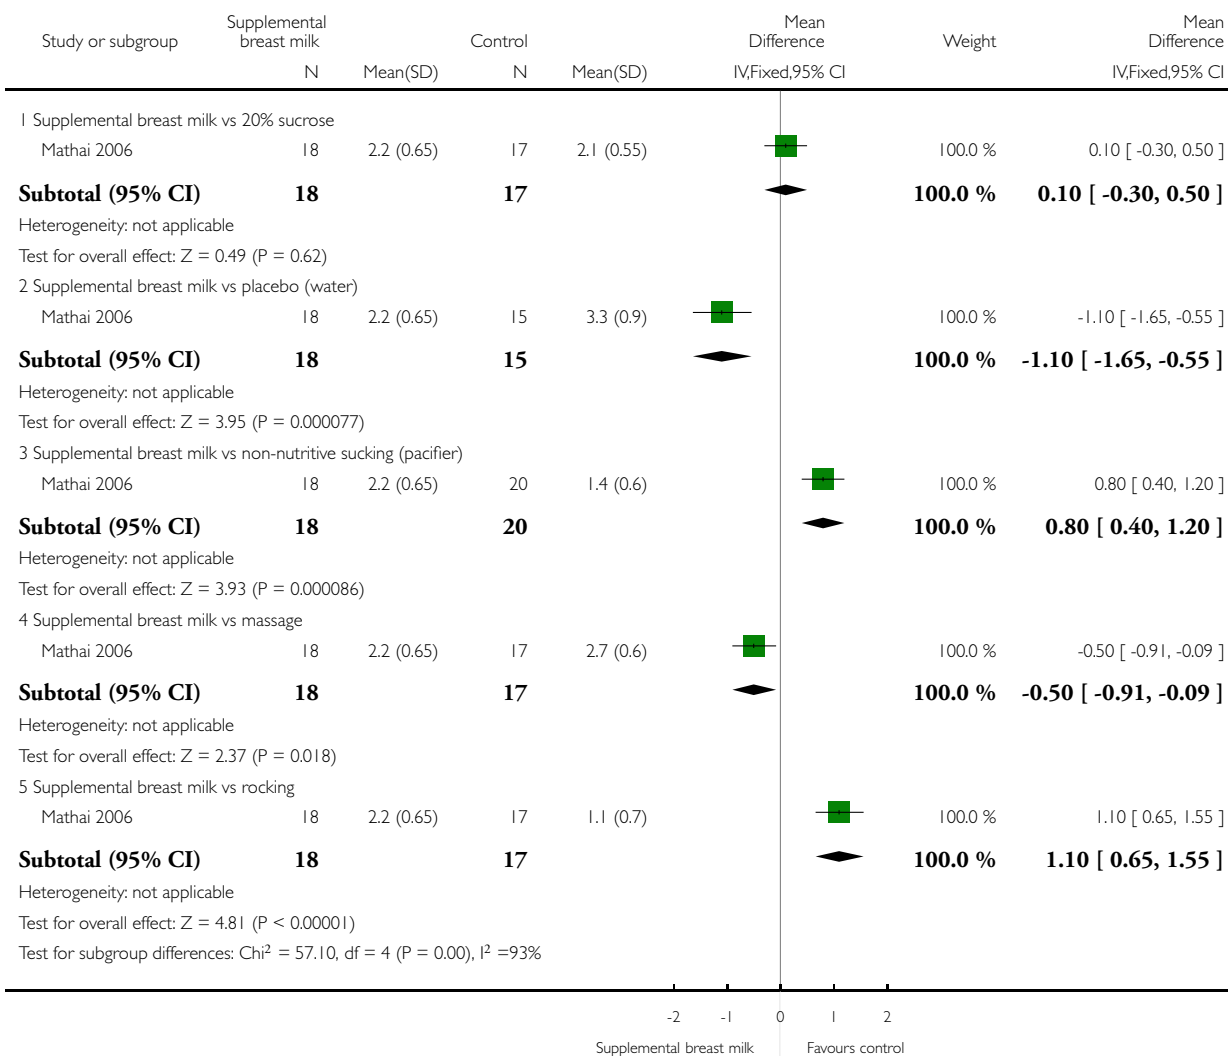 Study or subgroup Supplemental breast milk Control Mean Difference Weight Mean Difference
N Mean(SD) N Mean(SD) IV,Fixed,95% CI IV,Fixed,95% CI
1 Supplemental breast milk vs 20% sucrose
Mathai 2006 18 2.2 (0.65) 17 2.1 (0.55) 100.0 % 0.10 [ -0.30, 0.50 ]
Subtotal (95% CI) 18 17 100.0 % 0.10 [ -0.30, 0.50 ]
Heterogeneity: not applicable
Test for overall effect: Z = 0.49 (P = 0.62)
2 Supplemental breast milk vs placebo (water)
Mathai 2006 18 2.2 (0.65) 15 3.3 (0.9) 100.0 % -1.10 [ -1.65, -0.55 ]
Subtotal (95% CI) 18 15 100.0 % -1.10 [ -1.65, -0.55 ]
Heterogeneity: not applicable
Test for overall effect: Z = 3.95 (P = 0.000077)
3 Supplemental breast milk vs non-nutritive sucking (pacifier)
Mathai 2006 18 2.2 (0.65) 20 1.4 (0.6) 100.0 % 0.80 [ 0.40, 1.20 ]
Subtotal (95% CI) 18 20 100.0 % 0.80 [ 0.40, 1.20 ]
Heterogeneity: not applicable
Test for overall effect: Z = 3.93 (P = 0.000086)
4 Supplemental breast milk vs massage
Mathai 2006 18 2.2 (0.65) 17 2.7 (0.6) 100.0 % -0.50 [ -0.91, -0.09 ]
Subtotal (95% CI) 18 17 100.0 % -0.50 [ -0.91, -0.09 ]
Heterogeneity: not applicable
Test for overall effect: Z = 2.37 (P = 0.018)
5 Supplemental breast milk vs rocking
Mathai 2006 18 2.2 (0.65) 17 1.1 (0.7) 100.0 % 1.10 [ 0.65, 1.55 ]
Subtotal (95% CI) 18 17 100.0 % 1.10 [ 0.65, 1.55 ]
Heterogeneity: not applicable
Test for overall effect: Z = 4.81 (P < 0.00001)
Test for subgroup differences: Chi² = 57.10, df = 4 (P = 0.00), I² =93%
-2 -1 0 1 2
Supplemental breast milk Favours control